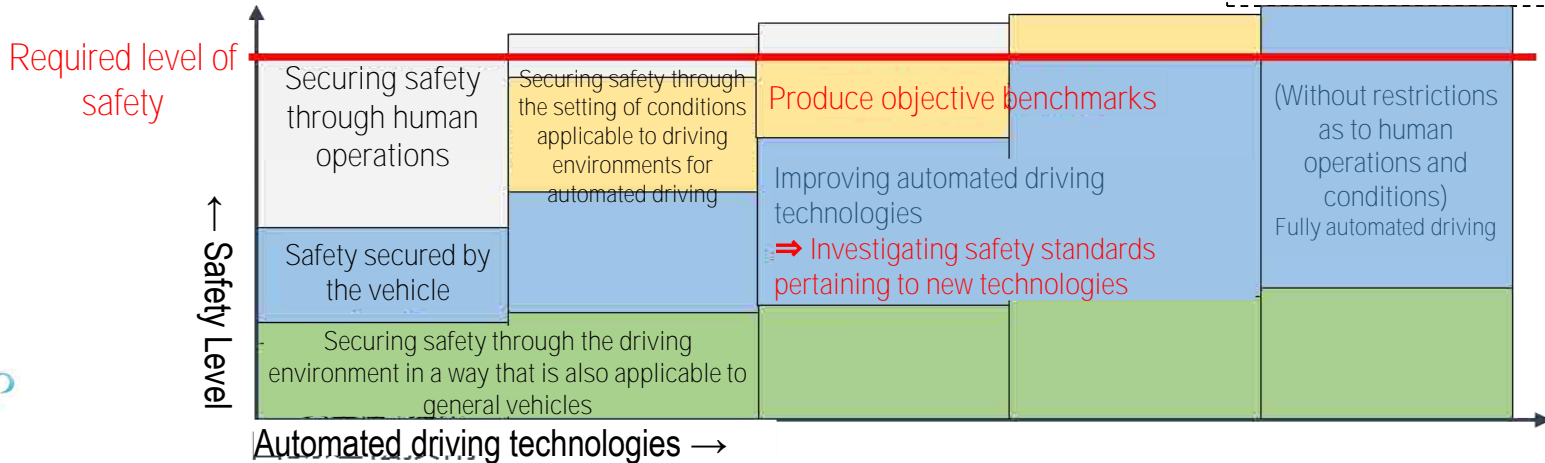 Required level of
safety
Securing safety
through human
operations
Securing safety through
the setting of conditions
applicable to driving
environments for
automated driving
Produce objective benchmarks
(Without restrictions
as to human
operations and
conditions)
Fully automated driving
Improving automated driving
technologies
⇒ Investigating safety standards
pertaining to new technologies
Safety secured by
the vehicle
Securing safety through the driving
environment in a way that is also applicable to
general vehicles
← Safety Level
Automated driving technologies →